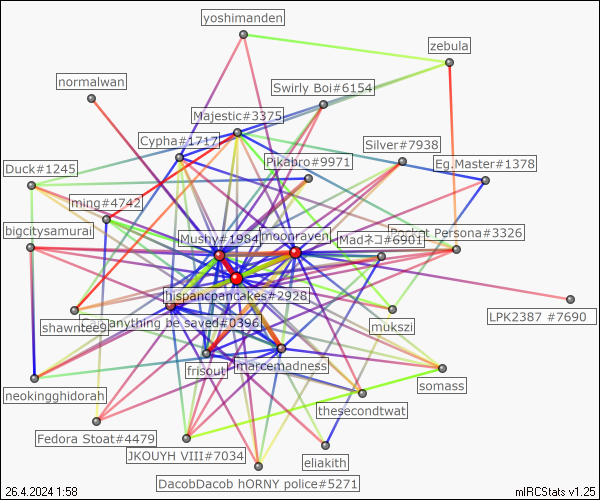 yoshimanden
zebula
normalwan
Swirly Boi#6154
Majestic#3375
Cypha#1717
Silver#7938
Pikabro#9971
Eg.Master#1378
Duck#1245
ming#4742
bigcitysamurai
Mushy#1984
moonraven
Madネコ#6901
Persona#3326
hispancpancakes#2928
LPK2387 #7690
anything be saved#0396
shawntee9
mukszi
frisout
marcemadness
somass
neokingghidorah
thesecondtwat
Fedora Stoat#4479
JKOUYH VIII#7034
eliakith
DacobDacob hORNY police#5271
26.4.2024 1:58
mIRCStats v1.25